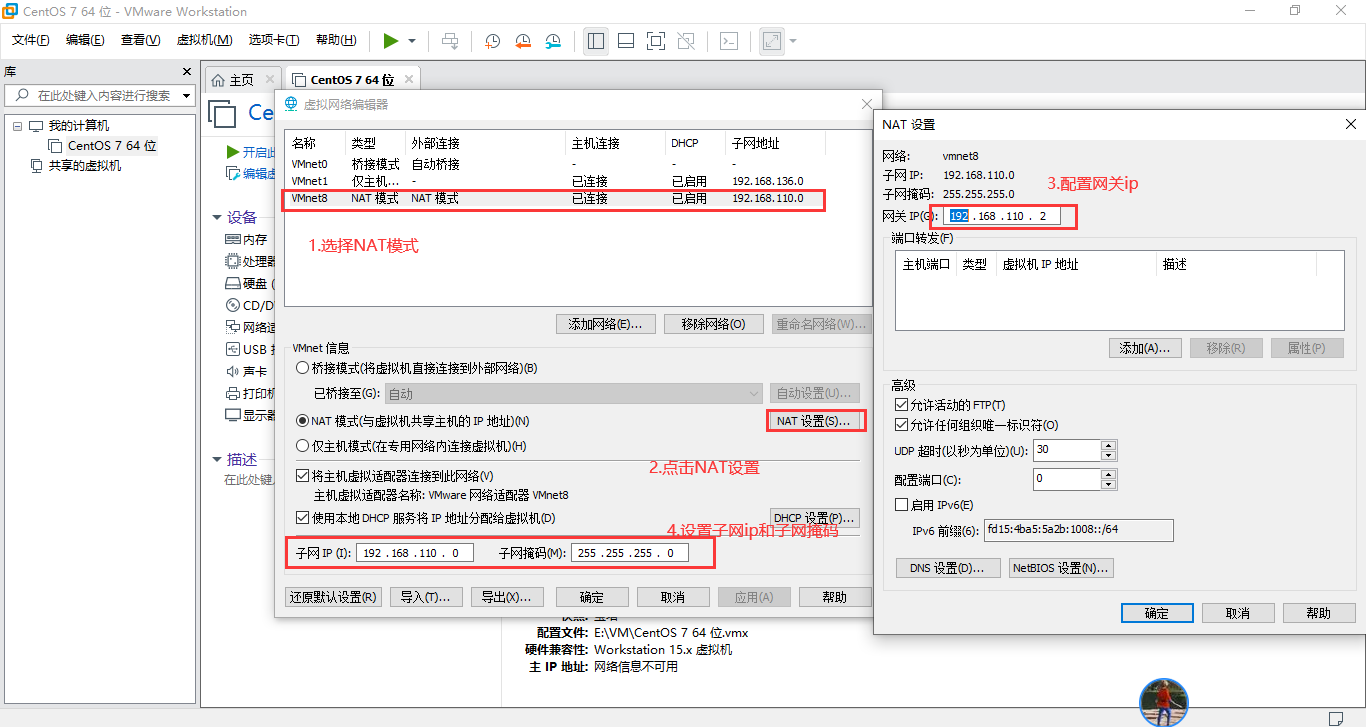 CentOS 7 64 位 - VMware Workstation
文件(F) 编辑(E) 查看(V) 虚拟机(M) 选项卡(T) 帮助(H)
库
在此处键入内容进行搜索
我的计算机
CentOS 7 64 位
共享的虚拟机
主页
CentOS 7 64 位
Ce
开启此
编辑虚
设备
内存
处理器
硬盘 (
CD/D
网络适
USB 控
声卡
打印机
显示器
描述
在此处键入
虚拟网络编辑器
名称 类型 外部连接 主机连接 DHCP 子网地址
VMnet0 桥接模式 自动桥接 - - -
VMnet1 仅主机... - 已连接 已启用 192.168.136.0
VMnet8 NAT 模式 NAT 模式 已连接 已启用 192.168.110.0
1.选择NAT模式
添加网络(E)... 移除网络(O) 重命名网络(W)...
VMnet 信息
桥接模式(将虚拟机直接连接到外部网络)(B)
已桥接至(G): 自动 自动设置(U)...
NAT 模式(与虚拟机共享主机的 IP 地址)(N) NAT 设置(S)...
仅主机模式(在专用网络内连接虚拟机)(H)
2.点击NAT设置
将主机虚拟适配器连接到此网络(V)
主机虚拟适配器名称: VMware 网络适配器 VMnet8
使用本地 DHCP 服务将 IP 地址分配给虚拟机(D) DHCP 设置(P)...
4.设置子网ip和子网掩码
子网 IP (I): 192 . 168 . 110 . 0 子网掩码(M): 255 . 255 . 255 . 0
还原默认设置(R) 导入(T)... 导出(X)... 确定 取消 应用(A) 帮助
配置文件: E:\VM\CentOS 7 64 位.vmx
硬件兼容性: Workstation 15.x 虚拟机
主 IP 地址: 网络信息不可用
NAT 设置
网络: vmnet8
子网 IP: 192.168.110.0
子网掩码: 255.255.255.0
3.配置网关ip
网关 IP(G): 192 . 168 . 110 . 2
端口转发(F)
主机端口 类型 虚拟机 IP 地址 描述
添加(A)... 移除(R) 属性(P)
高级
允许活动的 FTP(T)
允许任何组织唯一标识符(O)
UDP 超时(以秒为单位)(U): 30
配置端口(C): 0
启用 IPv6(E)
IPv6 前缀(6): fd15:4ba5:5a2b:1008::/64
DNS 设置(D)... NetBIOS 设置(N)...
确定 取消 帮助